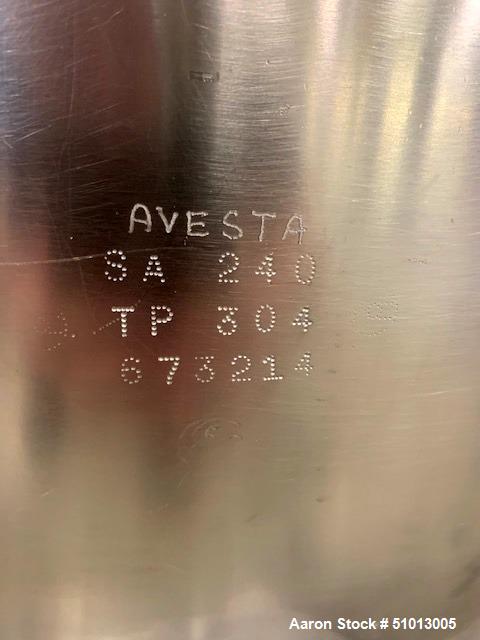 AVESTA
SA 240
TP 304
673214
Aaron Stock # 51013005